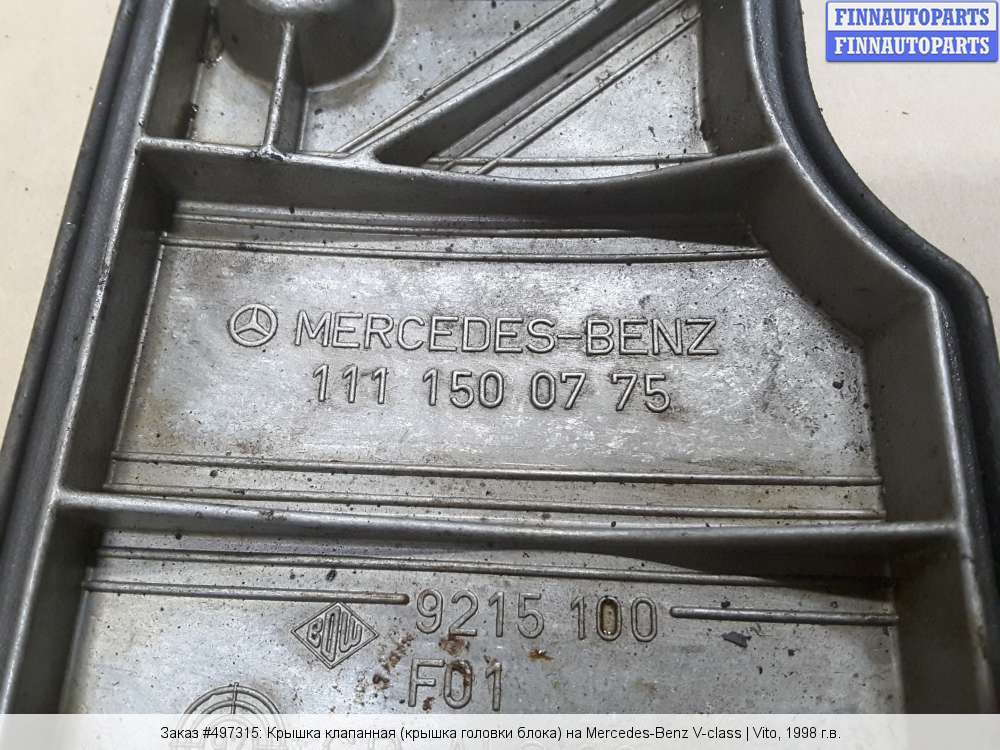 FINNAUTOPARTS
FINNAUTOPARTS
MERCEDES-BENZ
111 150 07 75
9215 100
F01
Заказ #497315: Крышка клапанная (крышка головки блока) на Mercedes-Benz V-class | Vito, 1998 г.в.